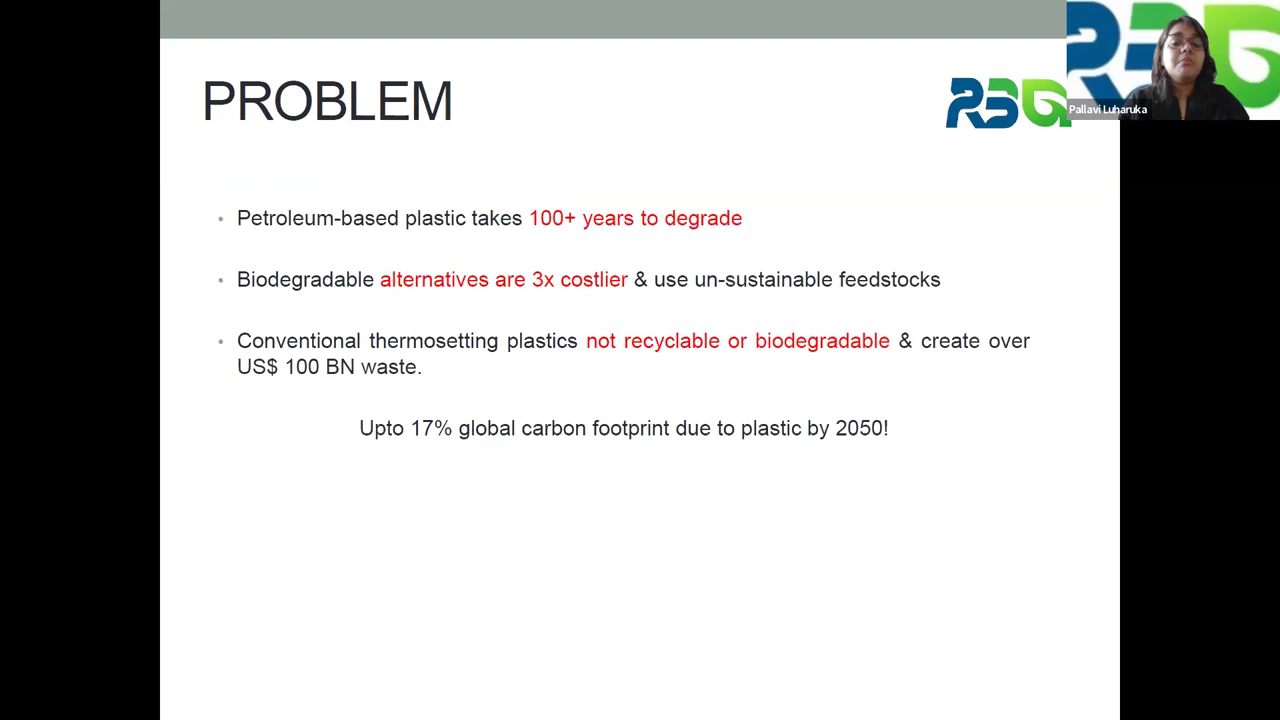 PROBLEM
Pallavi Luharuka
• Petroleum-based plastic takes 100+ years to degrade
• Biodegradable alternatives are 3x costlier & use un-sustainable feedstocks
• Conventional thermosetting plastics not recyclable or biodegradable & create over
US$ 100 BN waste.
Upto 17% global carbon footprint due to plastic by 2050!